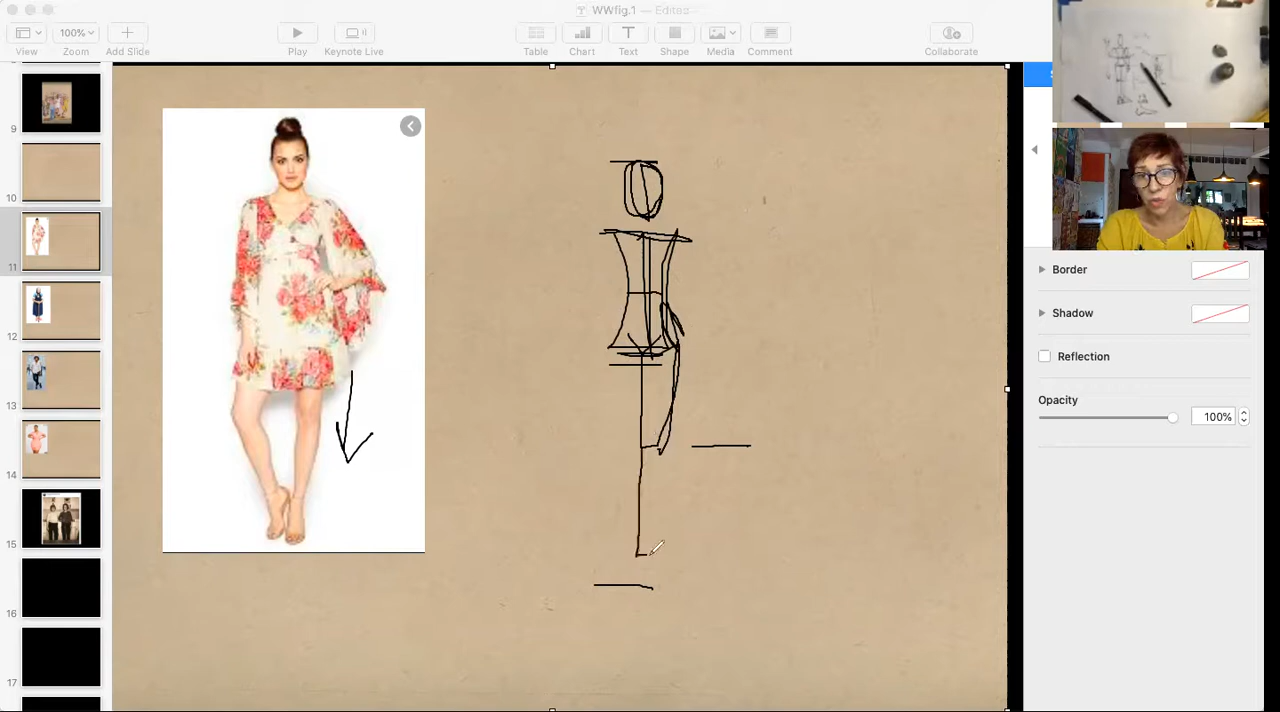 WWfig.1 — Edited
100%
View
Zoom
Add Slide
Play
Keynote Live
Table
Chart
Text
Shape
Media
Comment
Collaborate
9
10
11
12
13
14
15
16
17
Border
Shadow
Reflection
Opacity
100%